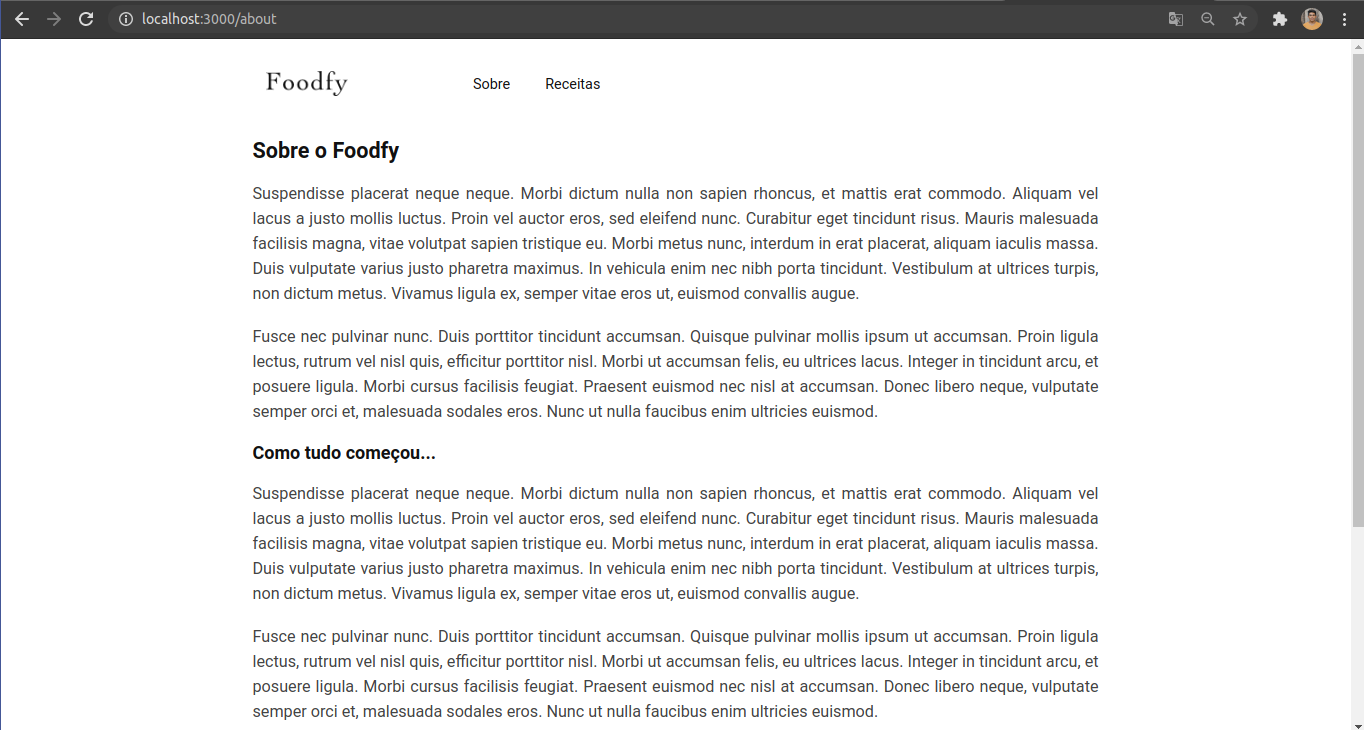 localhost:3000/about
Foodfy
Sobre
Receitas
Sobre o Foodfy
Suspendisse placerat neque neque. Morbi dictum nulla non sapien rhoncus, et mattis erat commodo. Aliquam vel
lacus a justo mollis luctus. Proin vel auctor eros, sed eleifend nunc. Curabitur eget tincidunt risus. Mauris malesuada
facilisis magna, vitae volutpat sapien tristique eu. Morbi metus nunc, interdum in erat placerat, aliquam iaculis massa.
Duis vulputate varius justo pharetra maximus. In vehicula enim nec nibh porta tincidunt. Vestibulum at ultrices turpis,
non dictum metus. Vivamus ligula ex, semper vitae eros ut, euismod convallis augue.
Fusce nec pulvinar nunc. Duis porttitor tincidunt accumsan. Quisque pulvinar mollis ipsum ut accumsan. Proin ligula
lectus, rutrum vel nisl quis, efficitur porttitor nisl. Morbi ut accumsan felis, eu ultrices lacus. Integer in tincidunt arcu, et
posuere ligula. Morbi cursus facilisis feugiat. Praesent euismod nec nisl at accumsan. Donec libero neque, vulputate
semper orci et, malesuada sodales eros. Nunc ut nulla faucibus enim ultricies euismod.
Como tudo começou...
Suspendisse placerat neque neque. Morbi dictum nulla non sapien rhoncus, et mattis erat commodo. Aliquam vel
lacus a justo mollis luctus. Proin vel auctor eros, sed eleifend nunc. Curabitur eget tincidunt risus. Mauris malesuada
facilisis magna, vitae volutpat sapien tristique eu. Morbi metus nunc, interdum in erat placerat, aliquam iaculis massa.
Duis vulputate varius justo pharetra maximus. In vehicula enim nec nibh porta tincidunt. Vestibulum at ultrices turpis,
non dictum metus. Vivamus ligula ex, semper vitae eros ut, euismod convallis augue.
Fusce nec pulvinar nunc. Duis porttitor tincidunt accumsan. Quisque pulvinar mollis ipsum ut accumsan. Proin ligula
lectus, rutrum vel nisl quis, efficitur porttitor nisl. Morbi ut accumsan felis, eu ultrices lacus. Integer in tincidunt arcu, et
posuere ligula. Morbi cursus facilisis feugiat. Praesent euismod nec nisl at accumsan. Donec libero neque, vulputate
semper orci et, malesuada sodales eros. Nunc ut nulla faucibus enim ultricies euismod.